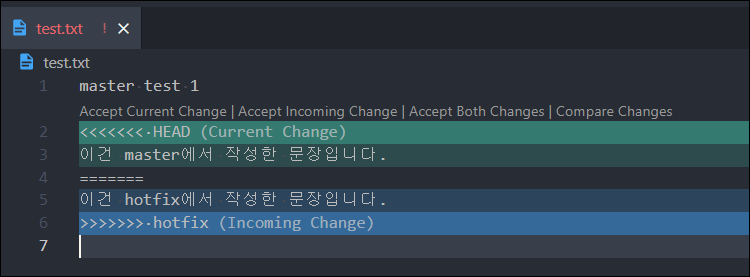 test.txt ! ×
test.txt
1 master test 1
Accept Current Change | Accept Incoming Change | Accept Both Changes | Compare Changes
2 <<<<<<< HEAD (Current Change)
3 이건 master에서 작성한 문장입니다.
4 =======
5 이건 hotfix에서 작성한 문장입니다.
6 >>>>>>> hotfix (Incoming Change)
7